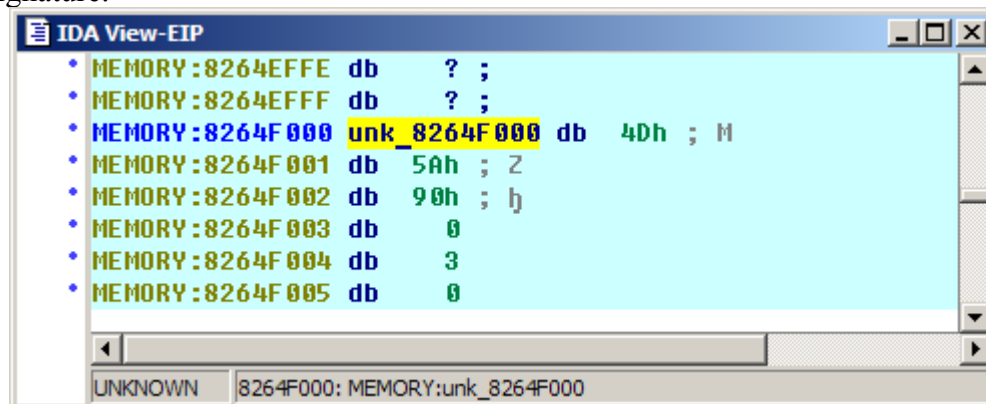 ignature.
IDA View-EIP
MEMORY:8264EFFE db ? ;
MEMORY:8264EFFF db ? ;
MEMORY:8264F000 unk_8264F000 db 4Dh ; M
MEMORY:8264F001 db 5Ah ; Z
MEMORY:8264F002 db 90h ; ђ
MEMORY:8264F003 db 0
MEMORY:8264F004 db 3
MEMORY:8264F005 db 0
UNKNOWN 8264F000: MEMORY:unk_8264F000